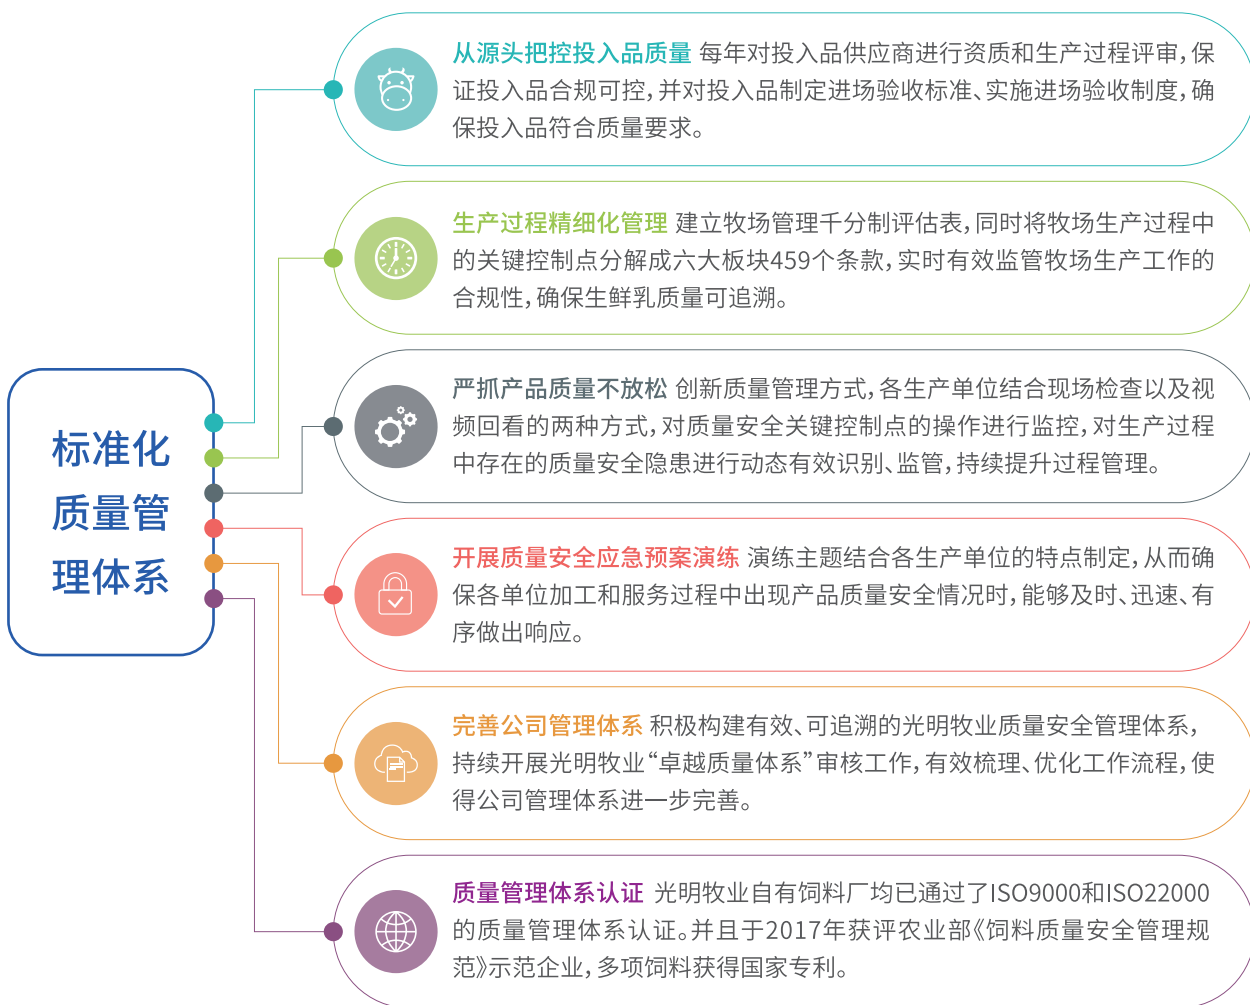 标准化
质量管
理体系
从源头把控投入品质量 每年对投入品供应商进行资质和生产过程评审，保
证投入品合规可控，并对投入品制定进场验收标准、实施进场验收制度，确
保投入品符合质量要求。
生产过程精细化管理 建立牧场管理千分制评估表，同时将牧场生产过程中
的关键控制点分解成六大板块459个条款，实时有效监管牧场生产工作的
合规性，确保生鲜乳质量可追溯。
严抓产品质量不放松 创新质量管理方式，各生产单位结合现场检查以及视
频回看的两种方式，对质量安全关键控制点的操作进行监控，对生产过程
中存在的质量安全隐患进行动态有效识别、监管，持续提升过程管理。
开展质量安全应急预案演练 演练主题结合各生产单位的特点制定，从而确
保各单位加工和服务过程中出现产品质量安全情况时，能够及时、迅速、有
序做出响应。
完善公司管理体系 积极构建有效、可追溯的光明牧业质量安全管理体系，
持续开展光明牧业“卓越质量体系”审核工作，有效梳理、优化工作流程，使
得公司管理体系进一步完善。
质量管理体系认证 光明牧业自有饲料厂均已通过了ISO9000和ISO22000
的质量管理体系认证。并且于2017年获评农业部《饲料质量安全管理规
范》示范企业，多项饲料获得国家专利。